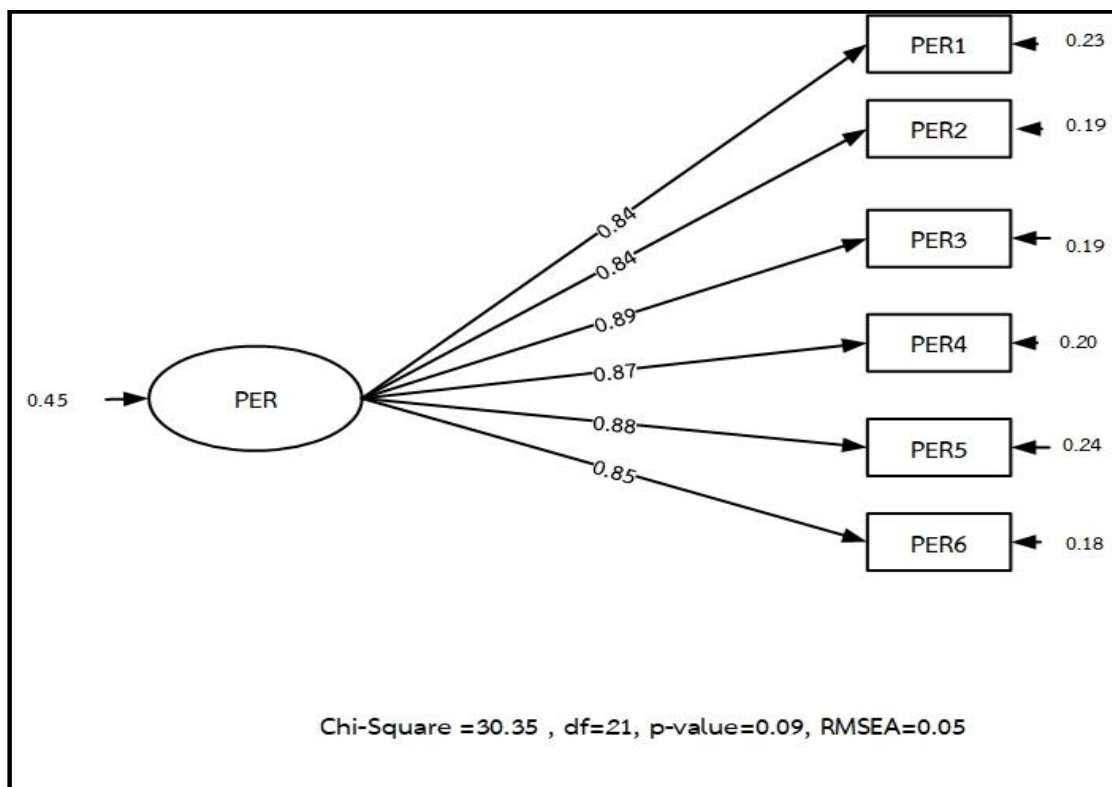 PER1
0.23
PER2
0.19
0.84
PER3
0.19
0.84
0.89
PER4
0.20
0.87
0.45
PER
0.88
PER5
0.24
0.85
PER6
0.18
Chi-Square =30.35 , df=21, p-value=0.09, RMSEA=0.05